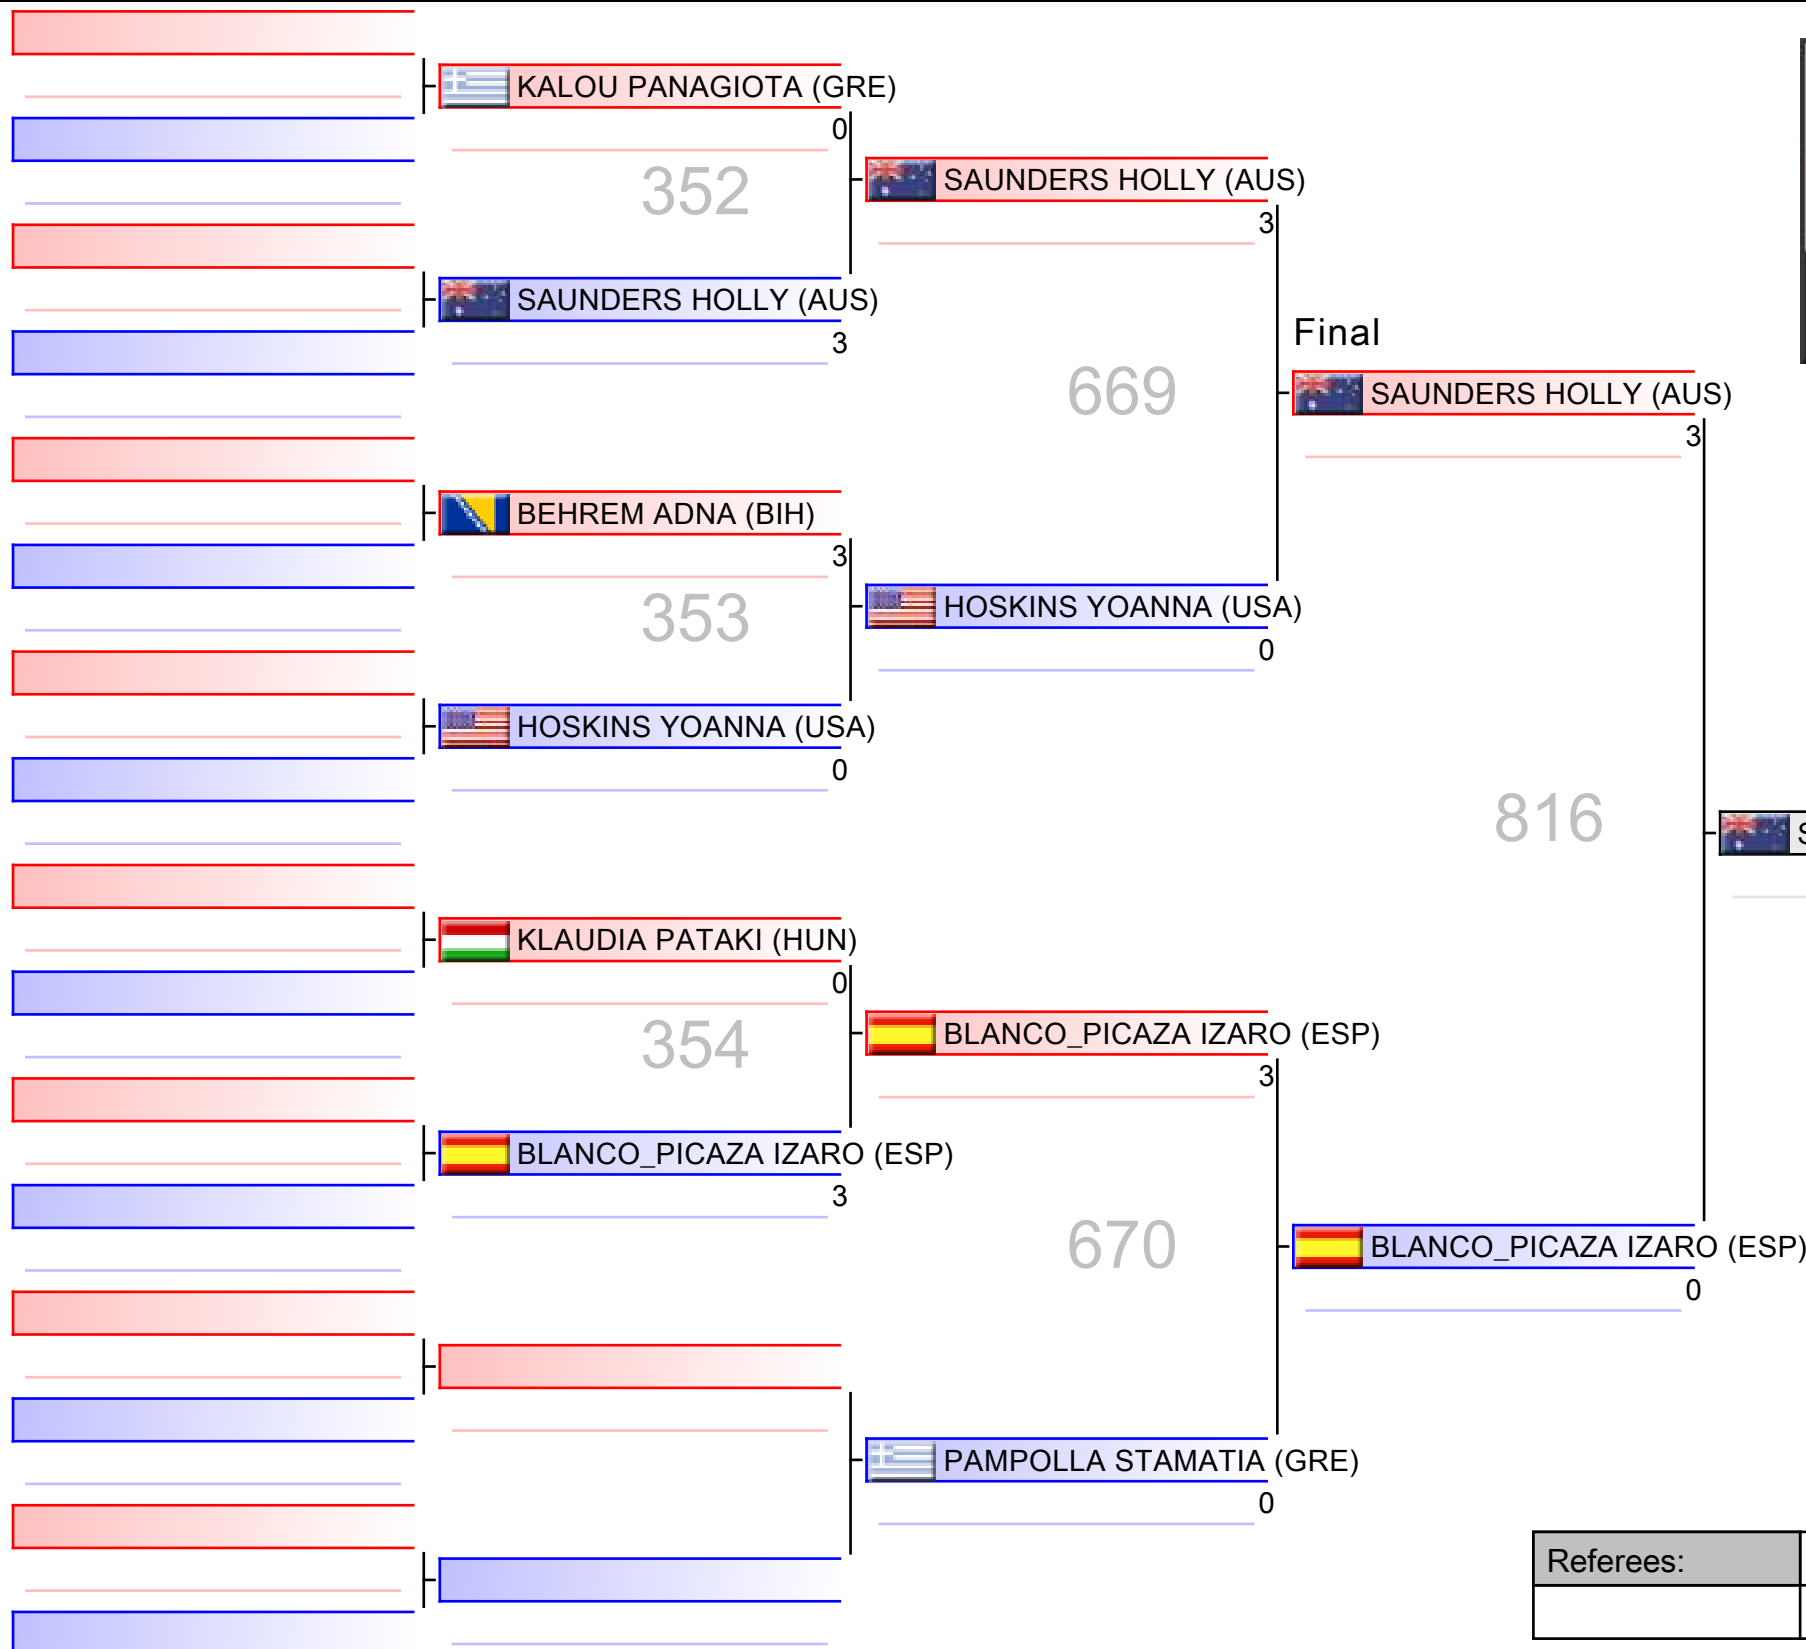 KALOU PANAGIOTA (GRE)
0
352
SAUNDERS HOLLY (AUS)
3
SAUNDERS HOLLY (AUS)
3
669
Final
SAUNDERS HOLLY (AUS)
3
BEHREM ADNA (BIH)
3
353
HOSKINS YOANNA (USA)
0
HOSKINS YOANNA (USA)
0
816
S
KLAUDIA PATAKI (HUN)
0
354
BLANCO_PICAZA IZARO (ESP)
3
BLANCO_PICAZA IZARO (ESP)
3
670
BLANCO_PICAZA IZARO (ESP)
0
PAMPOLLA STAMATIA (GRE)
0
Referees: